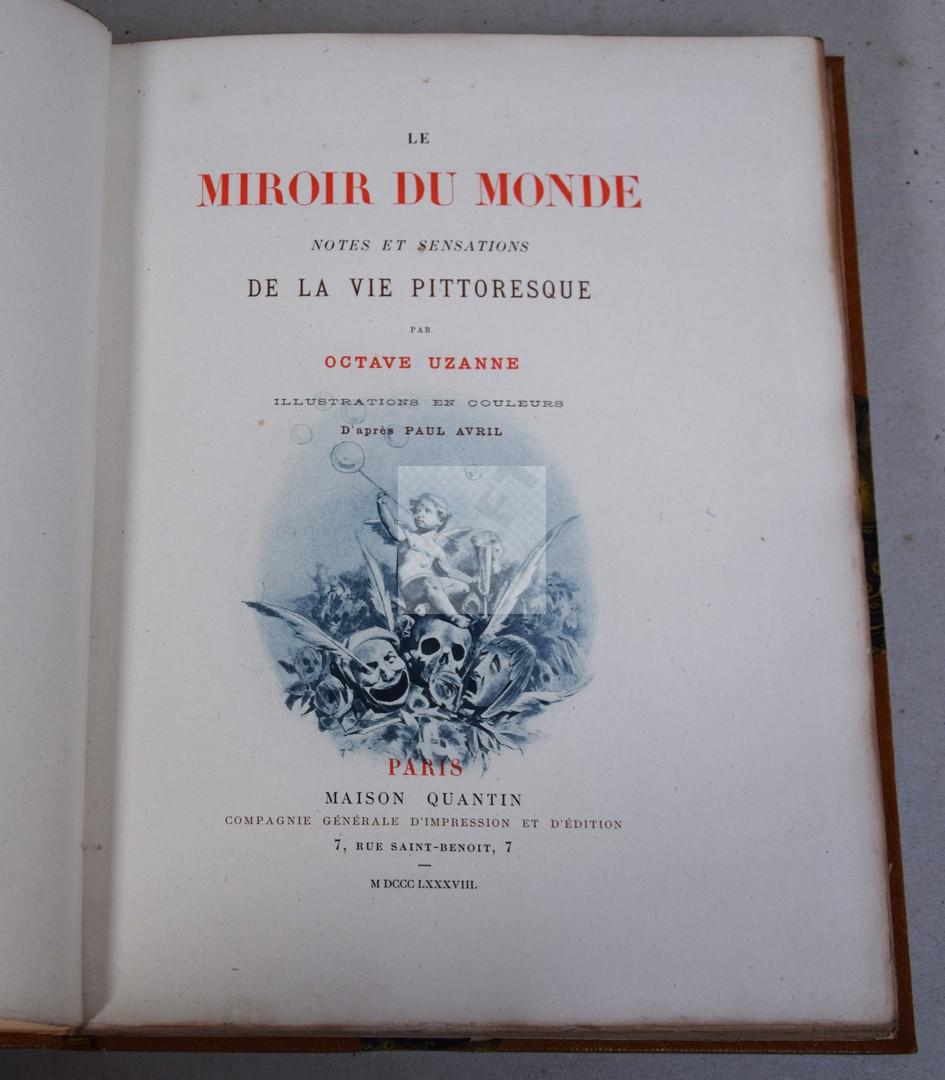 LE
MIROIR DU MONDE
NOTES ET SENSATIONS
DE LA VIE PITTORESQUE
PAR
OCTAVE UZANNE
ILLUSTRATIONS EN COULEURS
D'après PAUL AVRIL
PARIS
MAISON QUANTIN
COMPAGNIE GÉNÉRALE D'IMPRESSION ET D'ÉDITION
7, RUE SAINT-BENOIT, 7
M DCCC LXXXVIII.